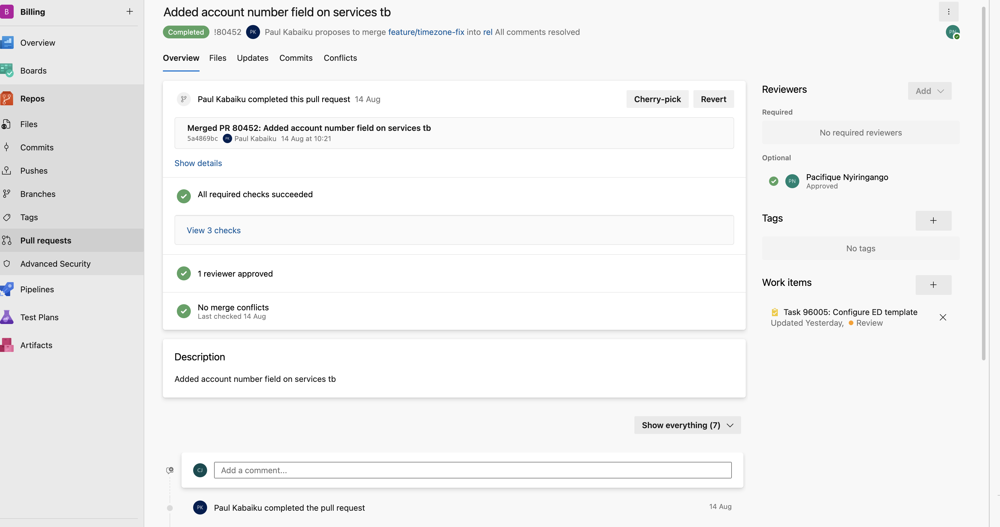 B Billing
Overview
Boards
Repos
Files
Commits
Pushes
Branches
Tags
Pull requests
Advanced Security
Pipelines
Test Plans
Artifacts
Added account number field on services tb
Completed !80452 PK Paul Kabaiku proposes to merge feature/timezone-fix into rel All comments resolved
PN
Overview Files Updates Commits Conflicts
Paul Kabaiku completed this pull request 14 Aug
Cherry-pick Revert
Merged PR 80452: Added account number field on services tb
5a4869bc PK Paul Kabaiku 14 Aug at 10:21
Show details
All required checks succeeded
View 3 checks
1 reviewer approved
No merge conflicts
Last checked 14 Aug
Description
Added account number field on services tb
Show everything (7)
CJ Add a comment...
PK Paul Kabaiku completed the pull request 14 Aug
Reviewers Add
Required
No required reviewers
Optional
PN Pacifique Nyiringango
Approved
Tags
No tags
Work items
Task 96005: Configure ED template
Updated Yesterday, Review